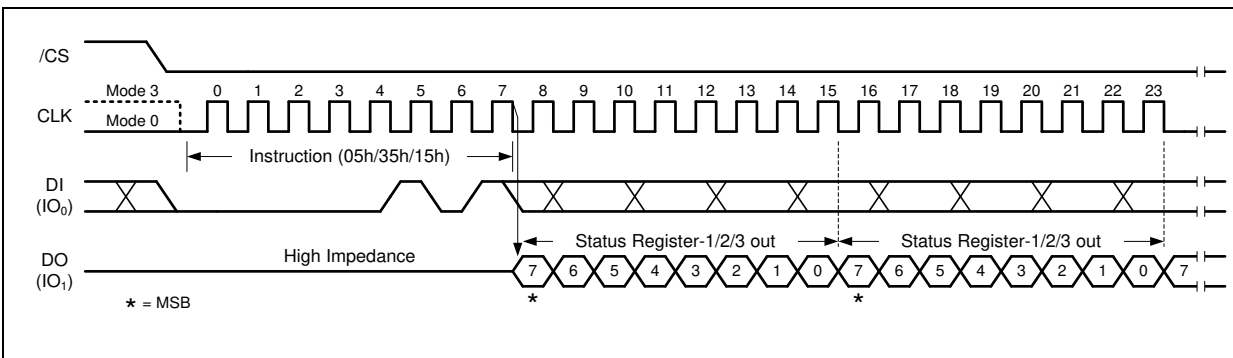 /CS
Mode 3
0 1 2 3 4 5 6 7 8 9 10 11 12 13 14 15 16 17 18 19 20 21 22 23
CLK
Mode 0
Instruction (05h/35h/15h)
DI
(IO₀)
Status Register-1/2/3 out Status Register-1/2/3 out
High Impedance
DO
(IO₁)
7 6 5 4 3 2 1 0 7 6 5 4 3 2 1 0 7
* *
* = MSB